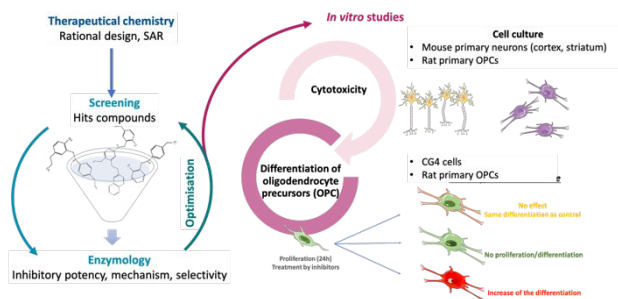 Therapeutical chemistry
Rational design, SAR
Screening
Hits compounds
Optimisation
Enzymology
Inhibitory potency, mechanism, selectivity
In vitro studies
Cytotoxicity
Differentiation of
oligodendrocyte
precursors (OPC)
Proliferation (24h)
Treatment by inhibitors
Cell culture
• Mouse primary neurons (cortex, striatum)
• Rat primary OPCs
• CG4 cells
• Rat primary OPCs
No effect
Same differentiation as control
No proliferation/differentiation
Increase of the differentiation